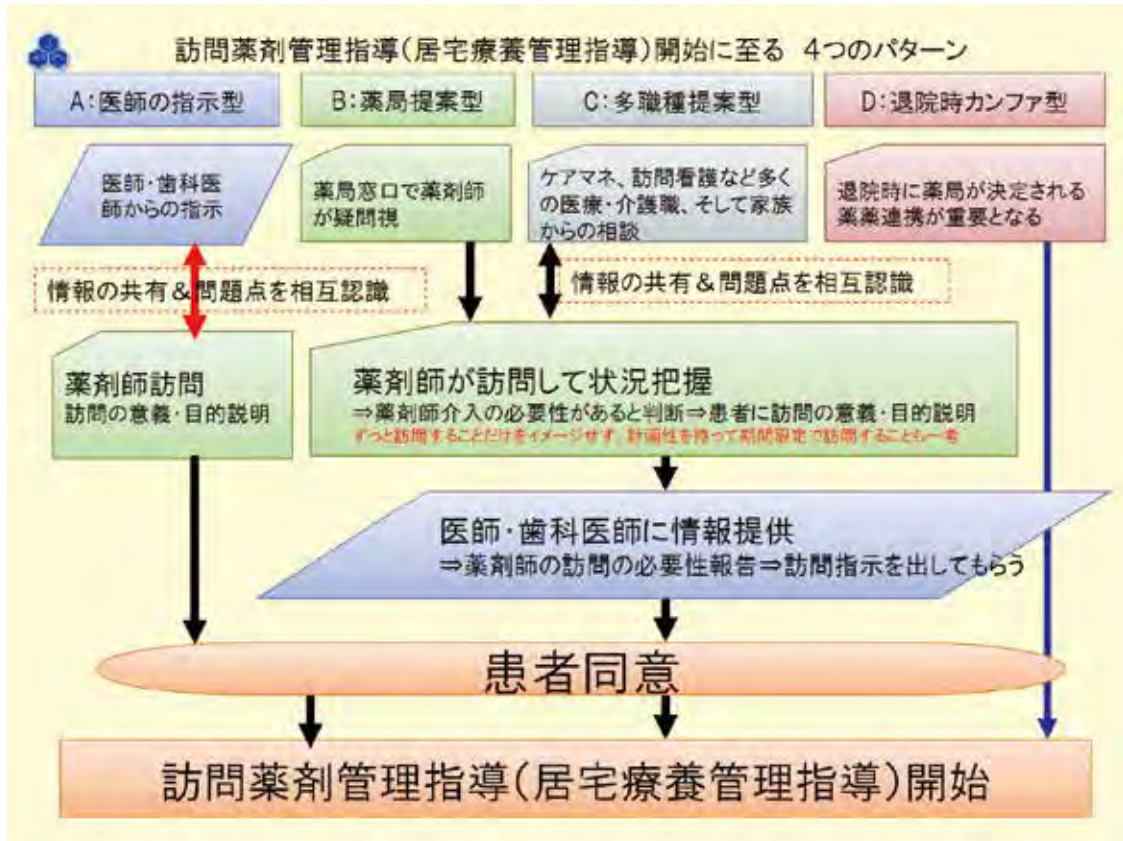 訪問薬剤管理指導(居宅療養管理指導)開始に至る 4つのパターン
A:医師の指示型
B:薬局提案型
C:多職種提案型
D:退院時カンファ型
医師・歯科医
師からの指示
薬局窓口で薬剤師
が疑問視
ケアマネ、訪問看護など多く
の医療・介護職、そして家族
からの相談
退院時に薬局が決定される
薬薬連携が重要となる
情報の共有&問題点を相互認識
情報の共有&問題点を相互認識
薬剤師訪問
訪問の意義・目的説明
薬剤師が訪問して状況把握
⇒薬剤師介入の必要性があると判断⇒患者に訪問の意義・目的説明
ずっと訪問することだけをイメージせず、計画性を持って期間設定で訪問することも一考
医師・歯科医師に情報提供
⇒薬剤師の訪問の必要性報告⇒訪問指示を出してもらう
患者同意
訪問薬剤管理指導(居宅療養管理指導)開始